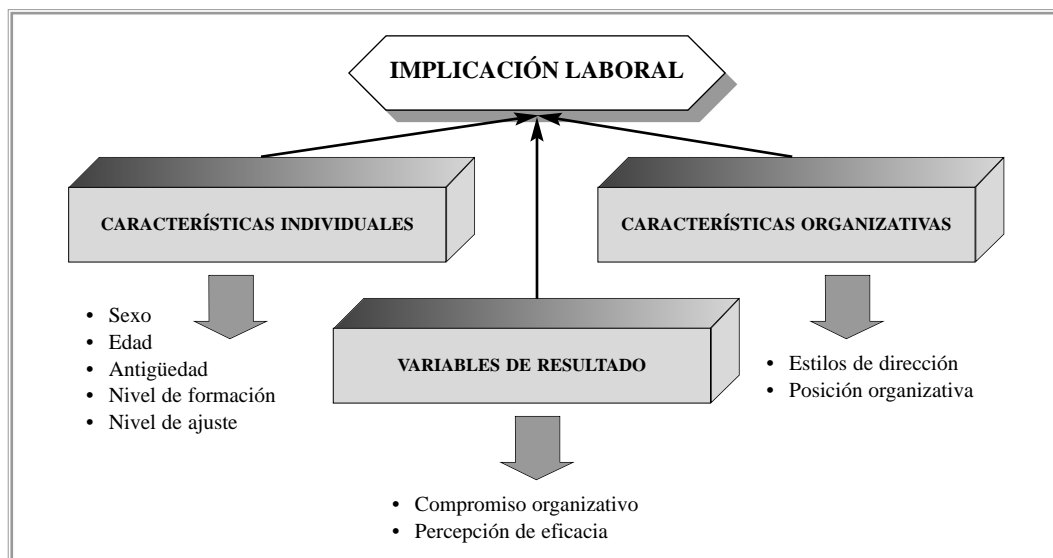 IMPLICACIÓN LABORAL
CARACTERÍSTICAS INDIVIDUALES
CARACTERÍSTICAS ORGANIZATIVAS
• Sexo
• Edad
• Antigüedad
• Nivel de formación
• Nivel de ajuste
VARIABLES DE RESULTADO
• Estilos de dirección
• Posición organizativa
• Compromiso organizativo
• Percepción de eficacia